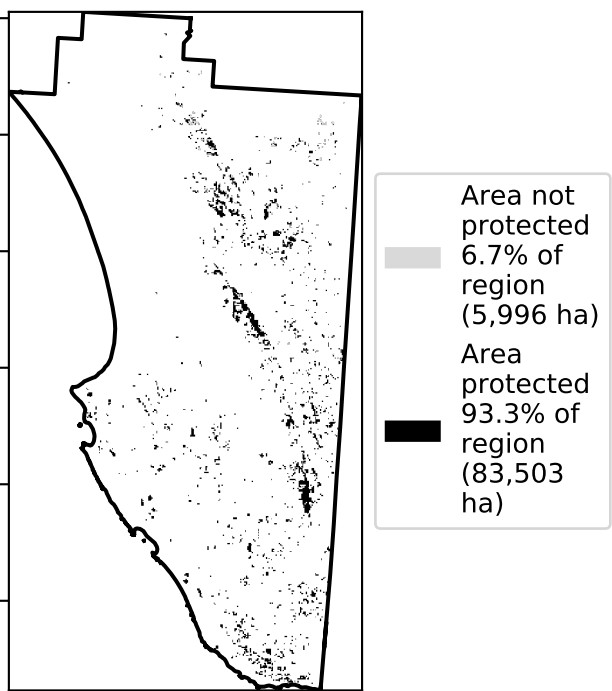 Area not
protected
6.7% of
region
(5,996 ha)
Area
protected
93.3% of
region
(83,503
ha)